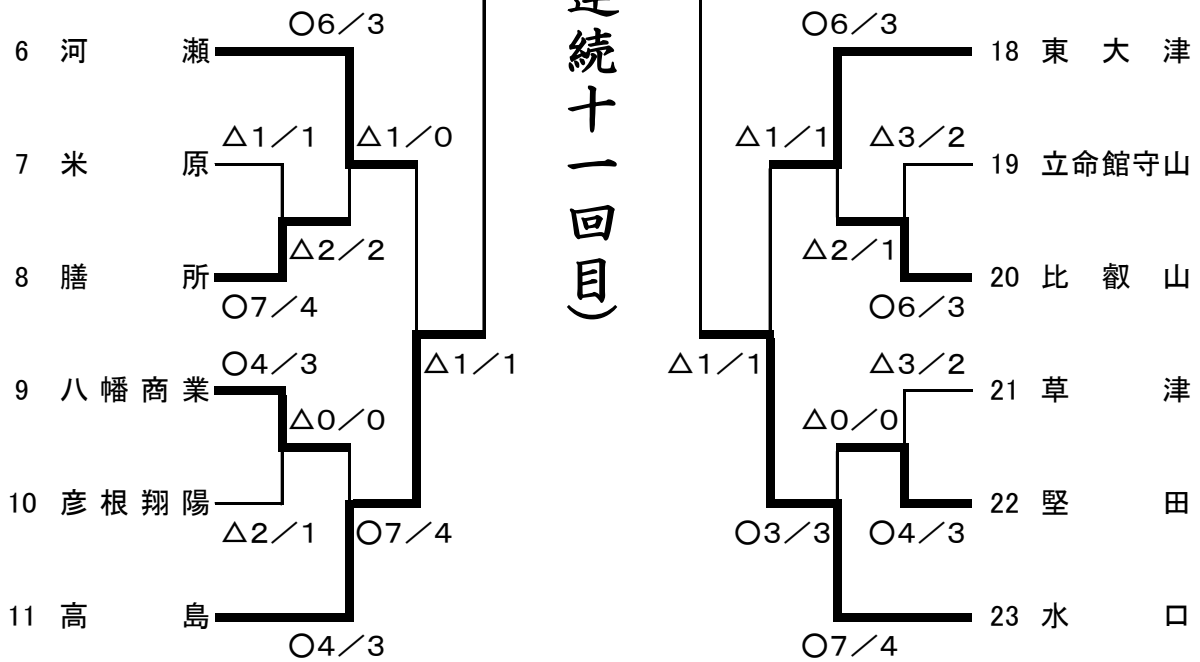 ○6/3
6 河瀬
△1/1
△1/0
7 米原
△2/2
8 膳所
○7/4
○4/3
△1/1
9 八幡商業
△0/0
10 彦根翔陽
△2/1
○7/4
11 高島
○4/3
続十一回目)
○6/3
18 東大津
△1/1
△3/2
19 立命館守山
△2/1
20 比叡山
○6/3
△1/1
△3/2
21 草津
△0/0
22 堅田
○3/3
○4/3
23 水口
○7/4